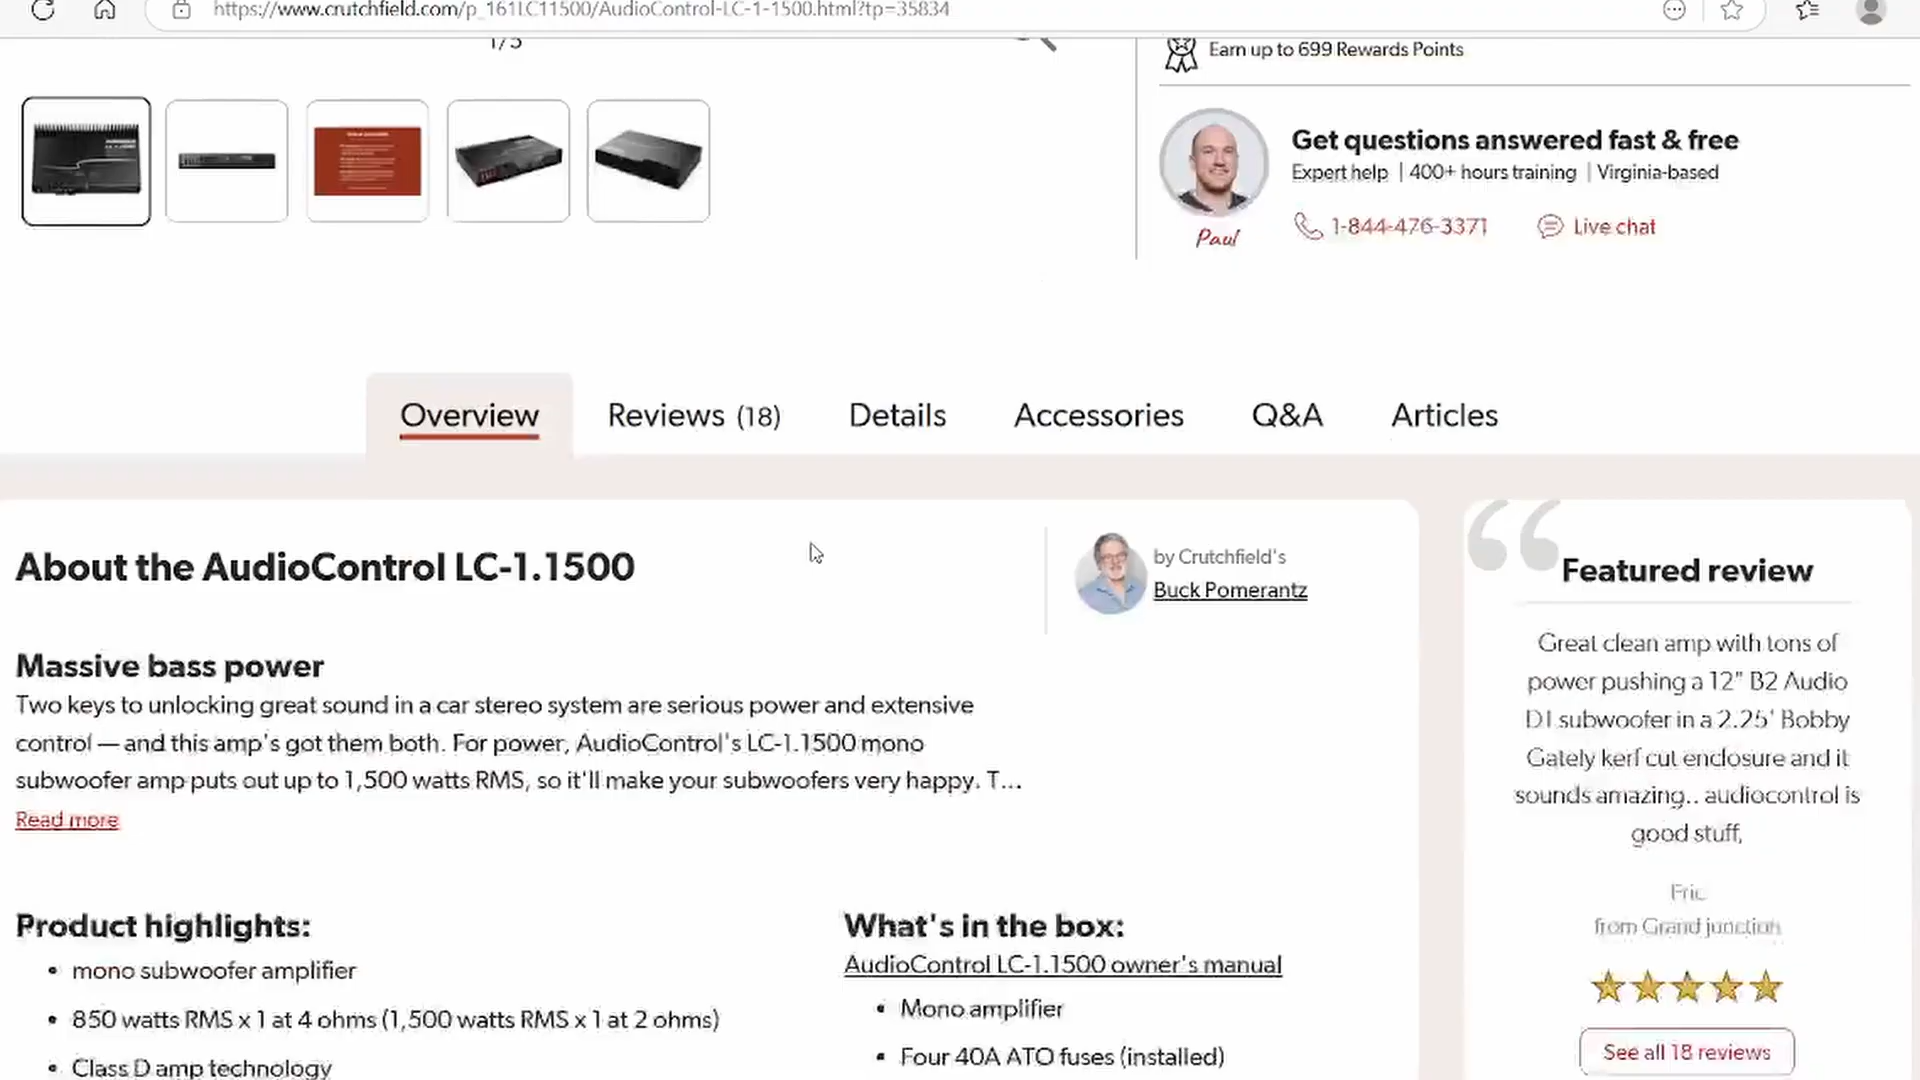 https://www.crutchfield.com/p_161LC11500/AudioControl-LC-1-1500.html?tp=35834
1/5
Earn up to 699 Rewards Points
Get questions answered fast & free
Expert help | 400+ hours training | Virginia-based
1-844-476-3371 Live chat
Paul
Overview Reviews (18) Details Accessories Q&A Articles
About the AudioControl LC-1.1500
by Crutchfield's
Buck Pomerantz
Massive bass power
Two keys to unlocking great sound in a car stereo system are serious power and extensive
control — and this amp's got them both. For power, AudioControl's LC-1.1500 mono
subwoofer amp puts out up to 1,500 watts RMS, so it'll make your subwoofers very happy. T...
Read more
Product highlights:
• mono subwoofer amplifier
• 850 watts RMS x 1 at 4 ohms (1,500 watts RMS x 1 at 2 ohms)
• Class D amp technology
What's in the box:
AudioControl LC-1.1500 owner's manual
• Mono amplifier
• Four 40A ATO fuses (installed)
Featured review
Great clean amp with tons of
power pushing a 12" B2 Audio
D1 subwoofer in a 2.25' Bobby
Gately kerf cut enclosure and it
sounds amazing.. audiocontrol is
good stuff,
from Grand junction
See all 18 reviews